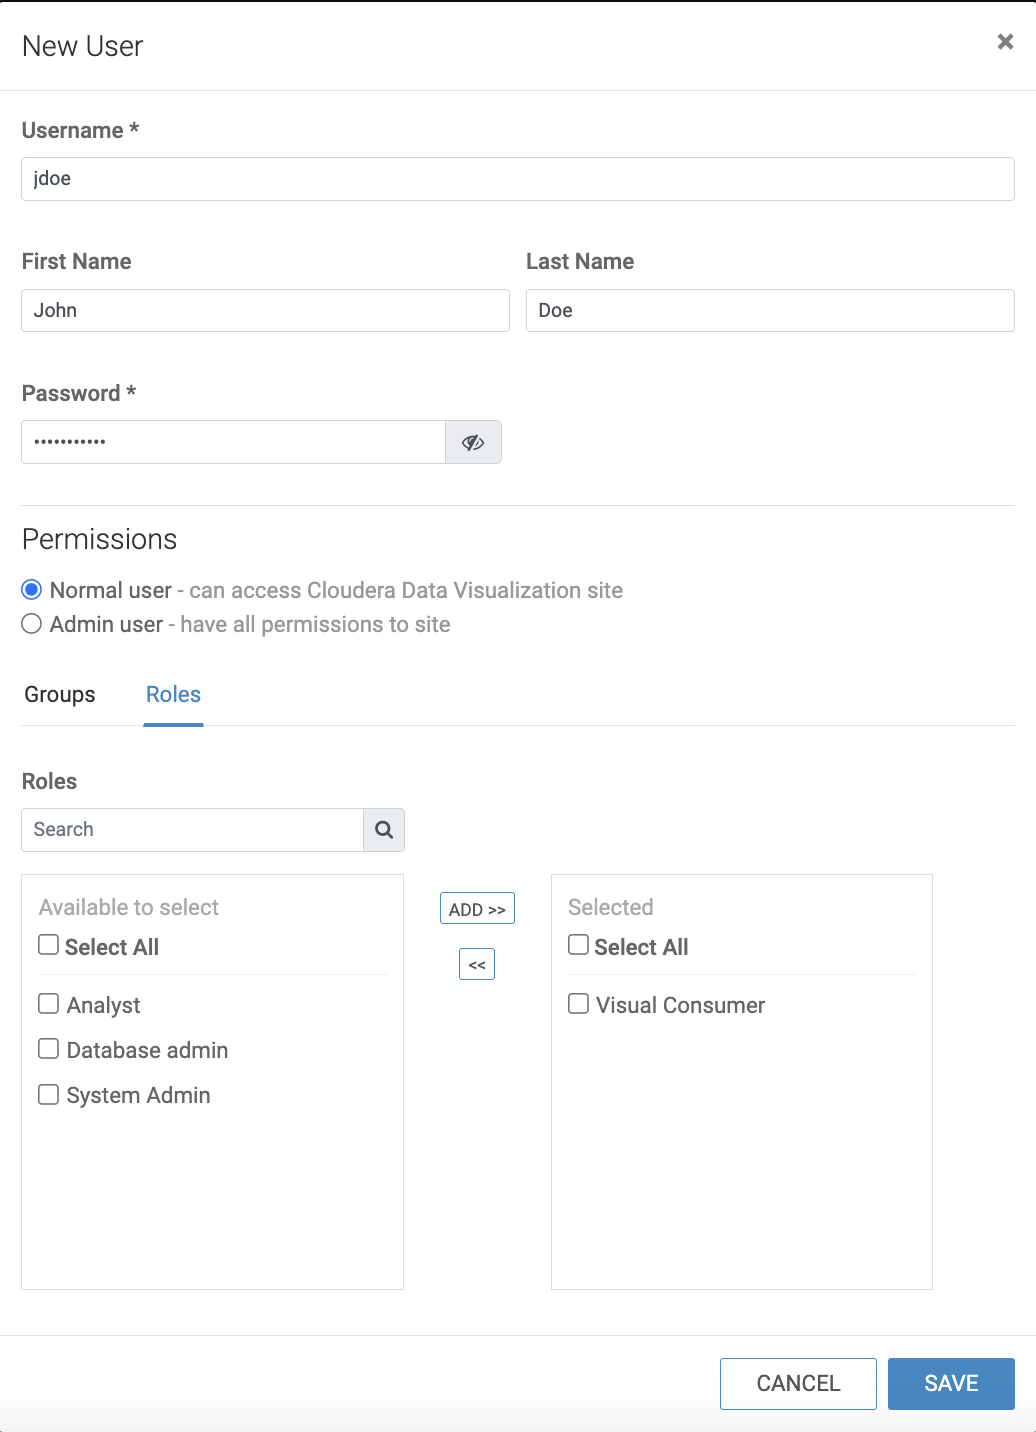 New User
Username *
jdoe
First Name
Last Name
John
Doe
Password *
•••••••••••
Permissions
Normal user - can access Cloudera Data Visualization site
Admin user - have all permissions to site
Groups
Roles
Roles
Search
Available to select
Select All
Analyst
Database admin
System Admin
ADD >>
<<
Selected
Select All
Visual Consumer
CANCEL
SAVE